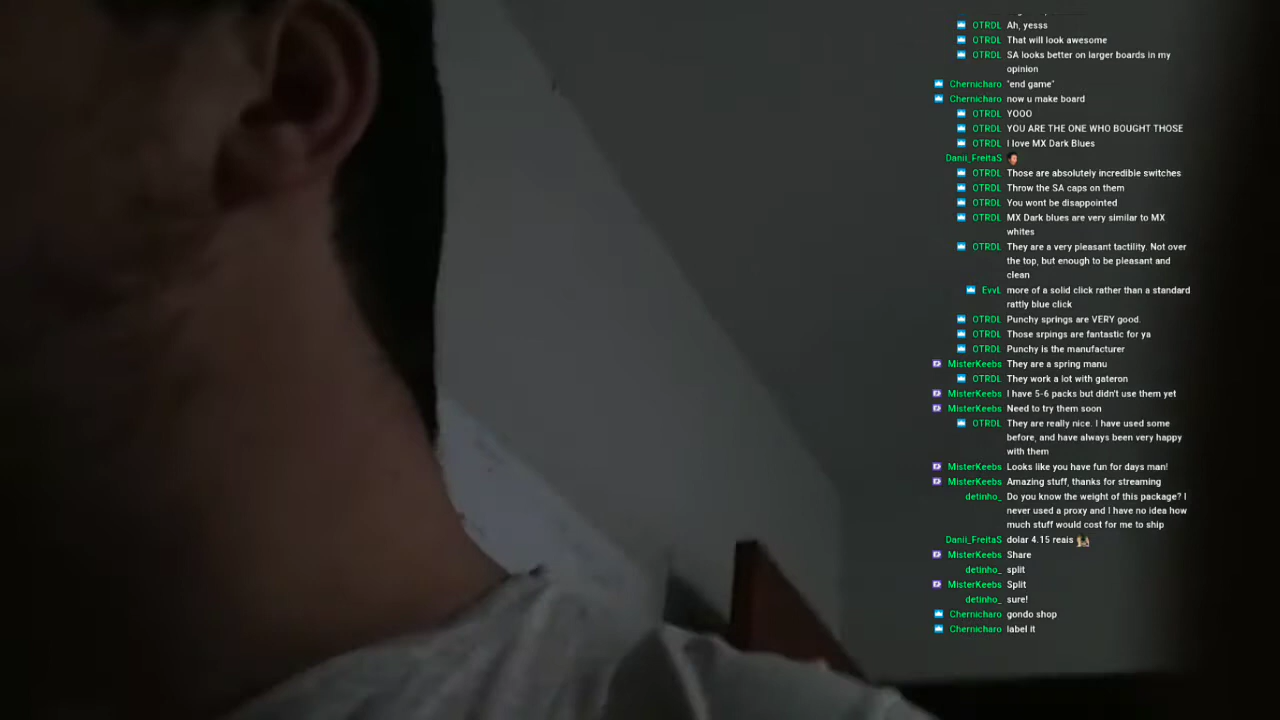 OTRDL Ah, yesss
OTRDL That will look awesome
OTRDL SA looks better on larger boards in my
opinion
Chernicharo "end game"
Chernicharo now u make board
OTRDL YOOO
OTRDL YOU ARE THE ONE WHO BOUGHT THOSE
OTRDL I love MX Dark Blues
Danii_FreitaS
OTRDL Those are absolutely incredible switches
OTRDL Throw the SA caps on them
OTRDL You wont be disappointed
OTRDL MX Dark blues are very similar to MX
whites
OTRDL They are a very pleasant tactility. Not over
the top, but enough to be pleasant and
clean
EvvL more of a solid click rather than a standard
rattly blue click
OTRDL Punchy springs are VERY good.
OTRDL Those srpings are fantastic for ya
OTRDL Punchy is the manufacturer
MisterKeebs They are a spring manu
OTRDL They work a lot with gateron
MisterKeebs I have 5-6 packs but didn't use them yet
MisterKeebs Need to try them soon
OTRDL They are really nice. I have used some
before, and have always been very happy
with them
MisterKeebs Looks like you have fun for days man!
MisterKeebs Amazing stuff, thanks for streaming
detinho_ Do you know the weight of this package? I
never used a proxy and I have no idea how
much stuff would cost for me to ship
Danii_FreitaS dolar 4.15 reais
MisterKeebs Share
detinho_ split
MisterKeebs Split
detinho_ sure!
Chernicharo gondo shop
Chernicharo label it